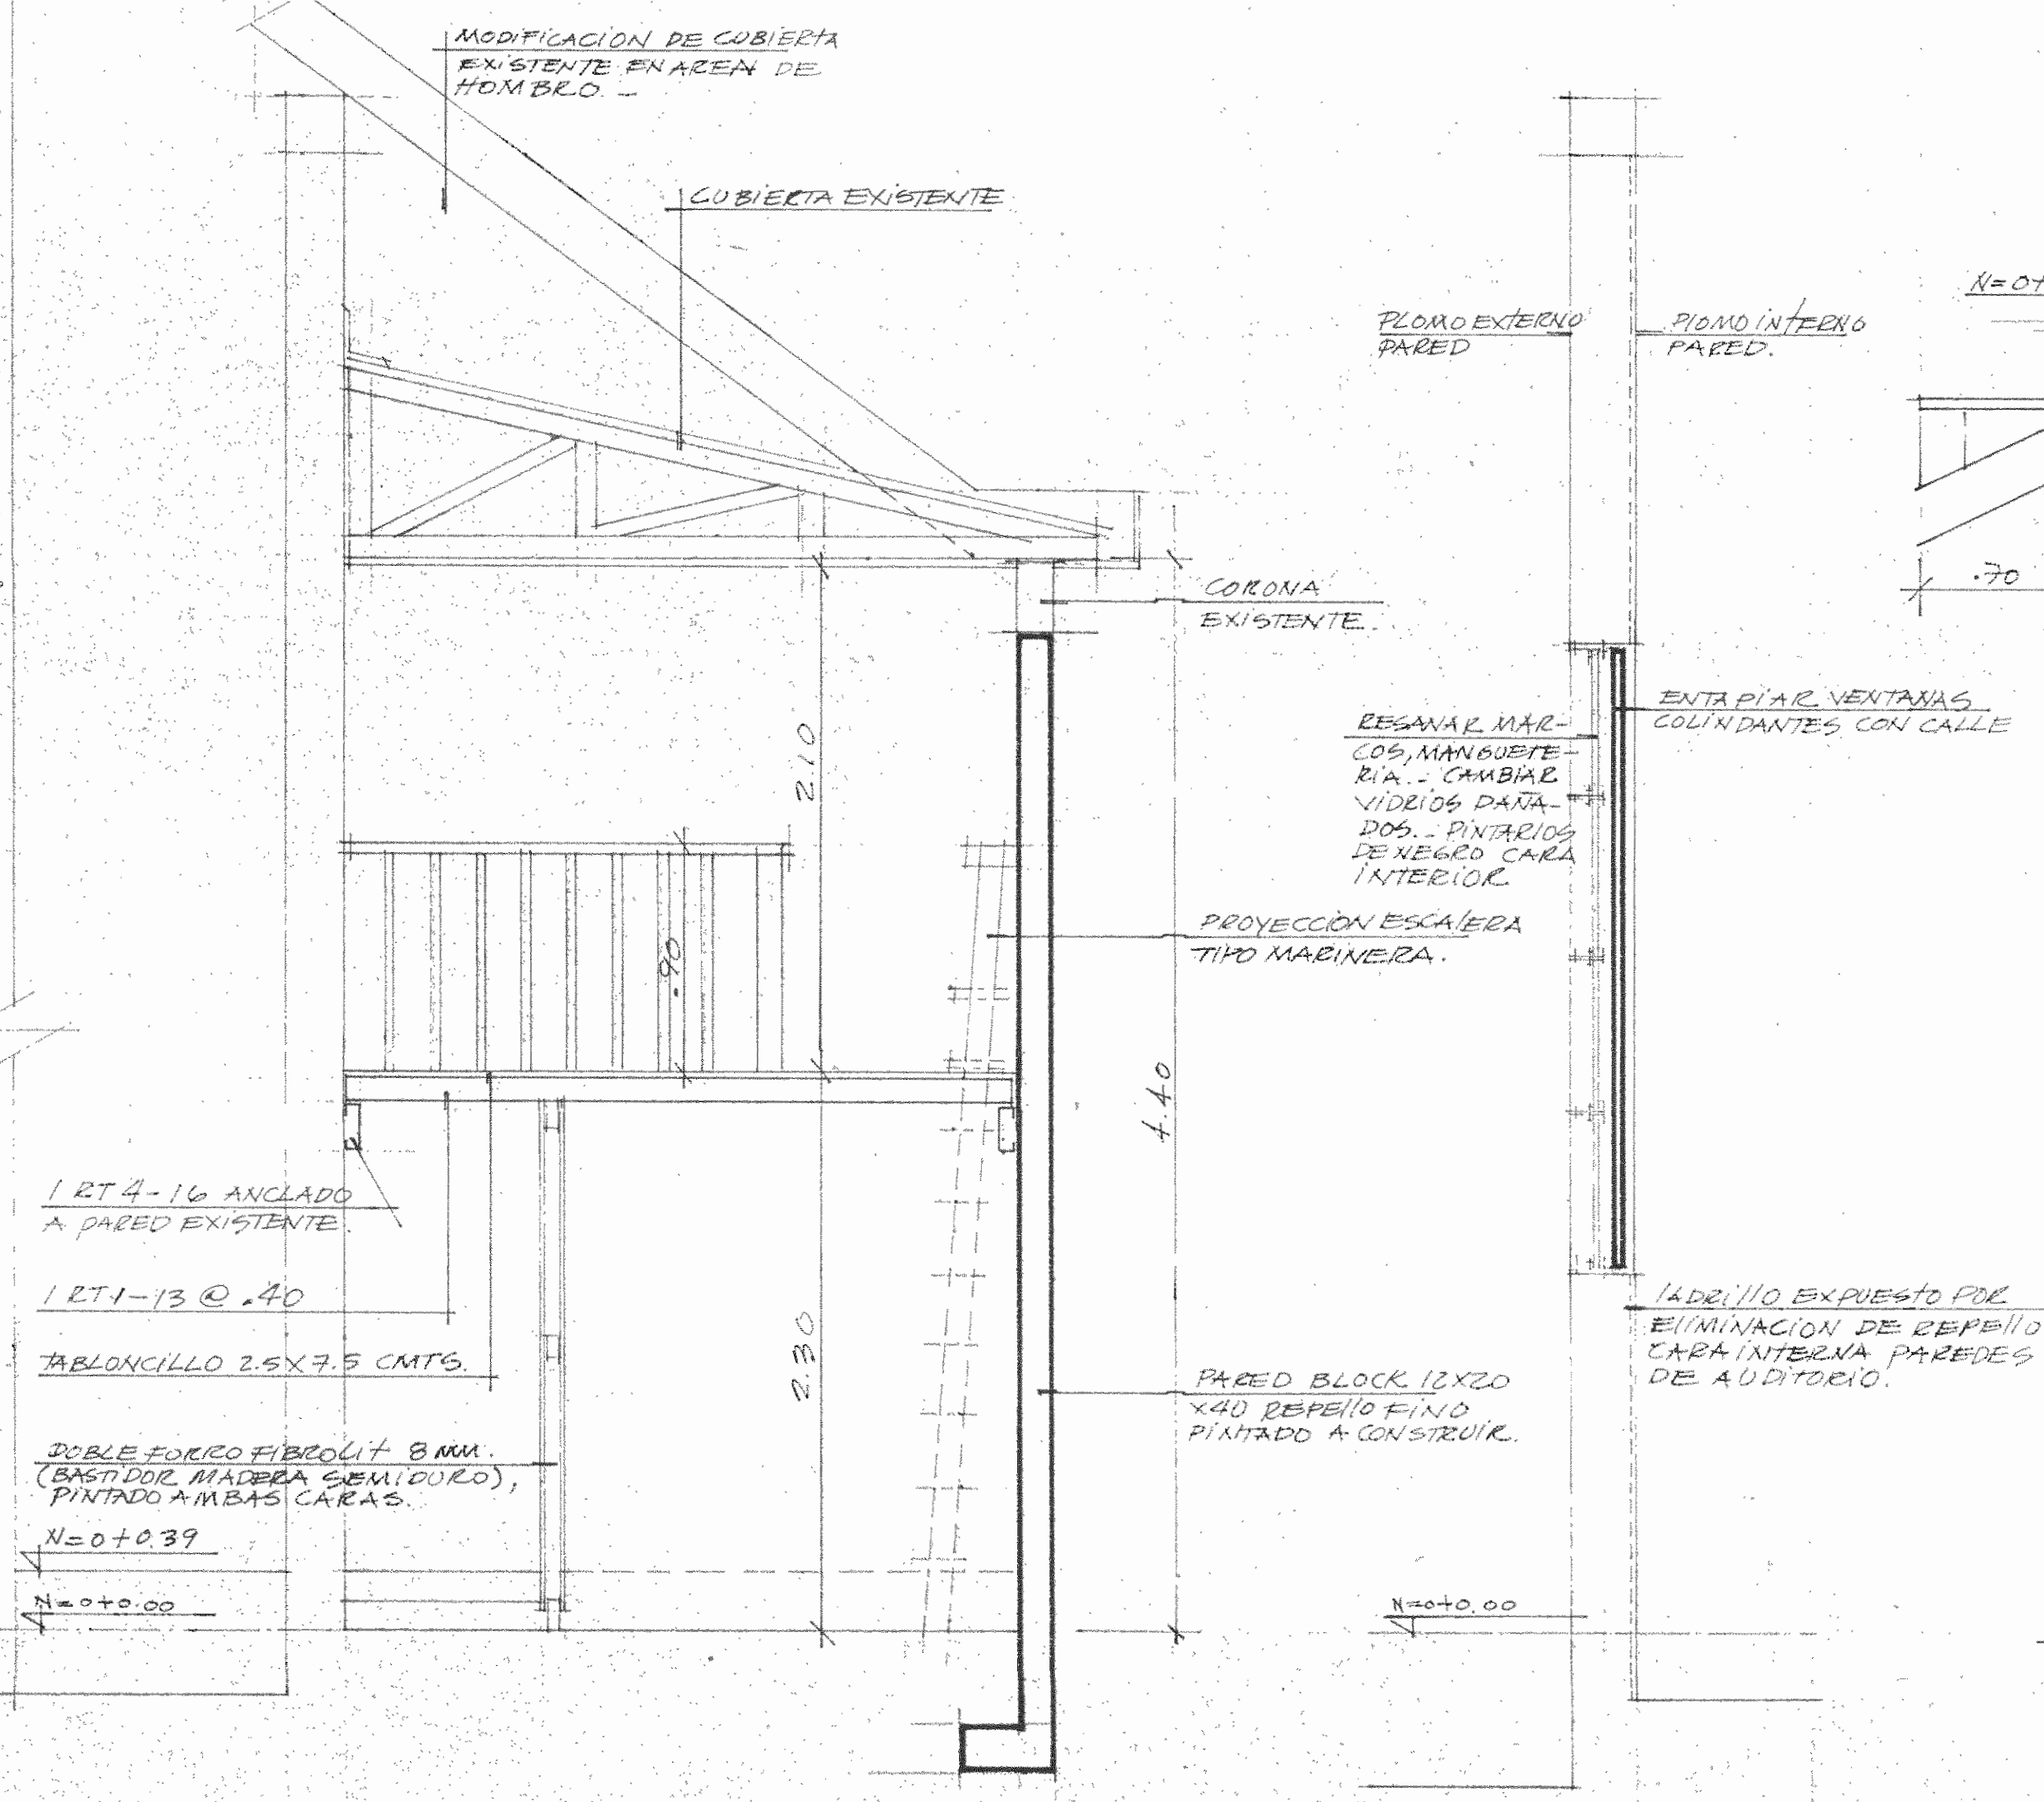 MODIFICACION DE CUBIERTA
EXISTENTE EN AREA DE
HOMBRO. -
CUBIERTA EXISTENTE
N=0+
PLOMO EXTERNO
PARED
PLOMO INTERNO
PARED.
.70
CORONA
EXISTENTE.
ENTAPIAR VENTANAS
COLINDANTES CON CALLE
RESANAR MAR-
COS, MANGUETE-
RIA. - CAMBIAR
VIDRIOS DAÑA-
DOS. - PINTARLOS
DE NEGRO CARA
INTERIOR
2.10
.90
PROYECCION ESCALERA
TIPO MARINERA.
4.40
1 RT 4-16 ANCLADO
A PARED EXISTENTE.
1 RT 1-13 @ .40
TABLONCILLO 2.5 X 7.5 CMTS.
2.30
PARED BLOCK 12X20
X40 REPELLO FINO
PINTADO A CONSTRUIR.
LADRILLO EXPUESTO POR
ELIMINACION DE REPELLO
CARA INTERNA PAREDES
DE AUDITORIO.
DOBLE FORRO FIBROLIT 8 MM.
(BASTIDOR MADERA SEMIDURO),
PINTADO AMBAS CARAS.
N=0+0.39
N=0+0.00
N=0+0.00